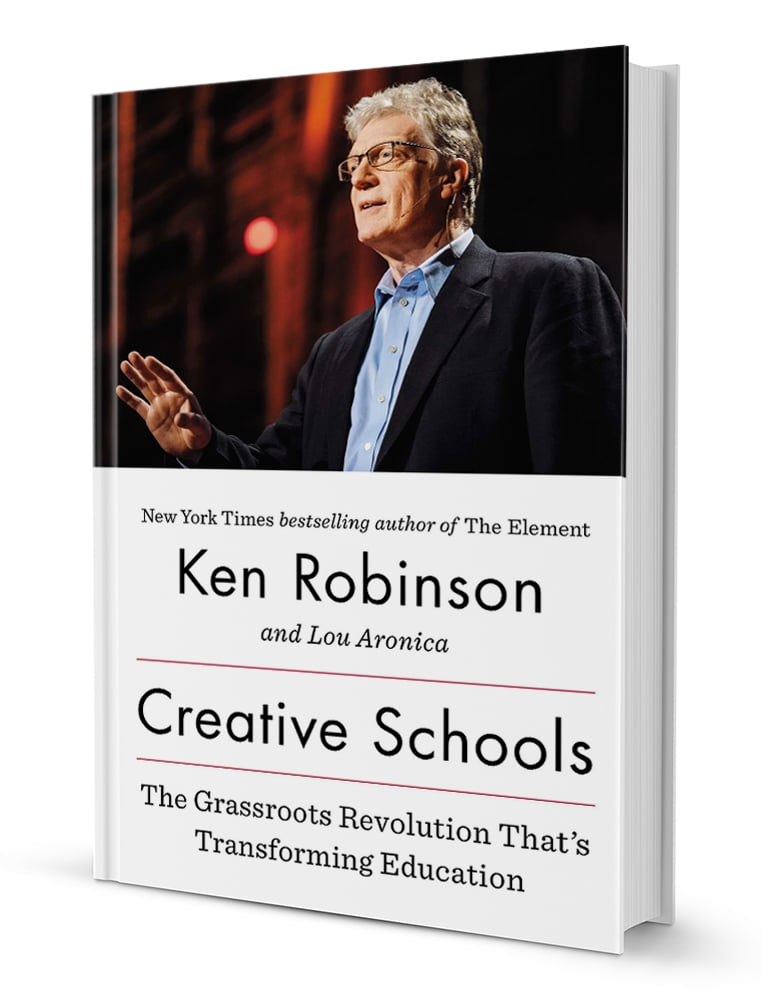 New York Times bestselling author of The Element
Ken Robinson
and Lou Aronica
Creative Schools
The Grassroots Revolution That's
Transforming Education